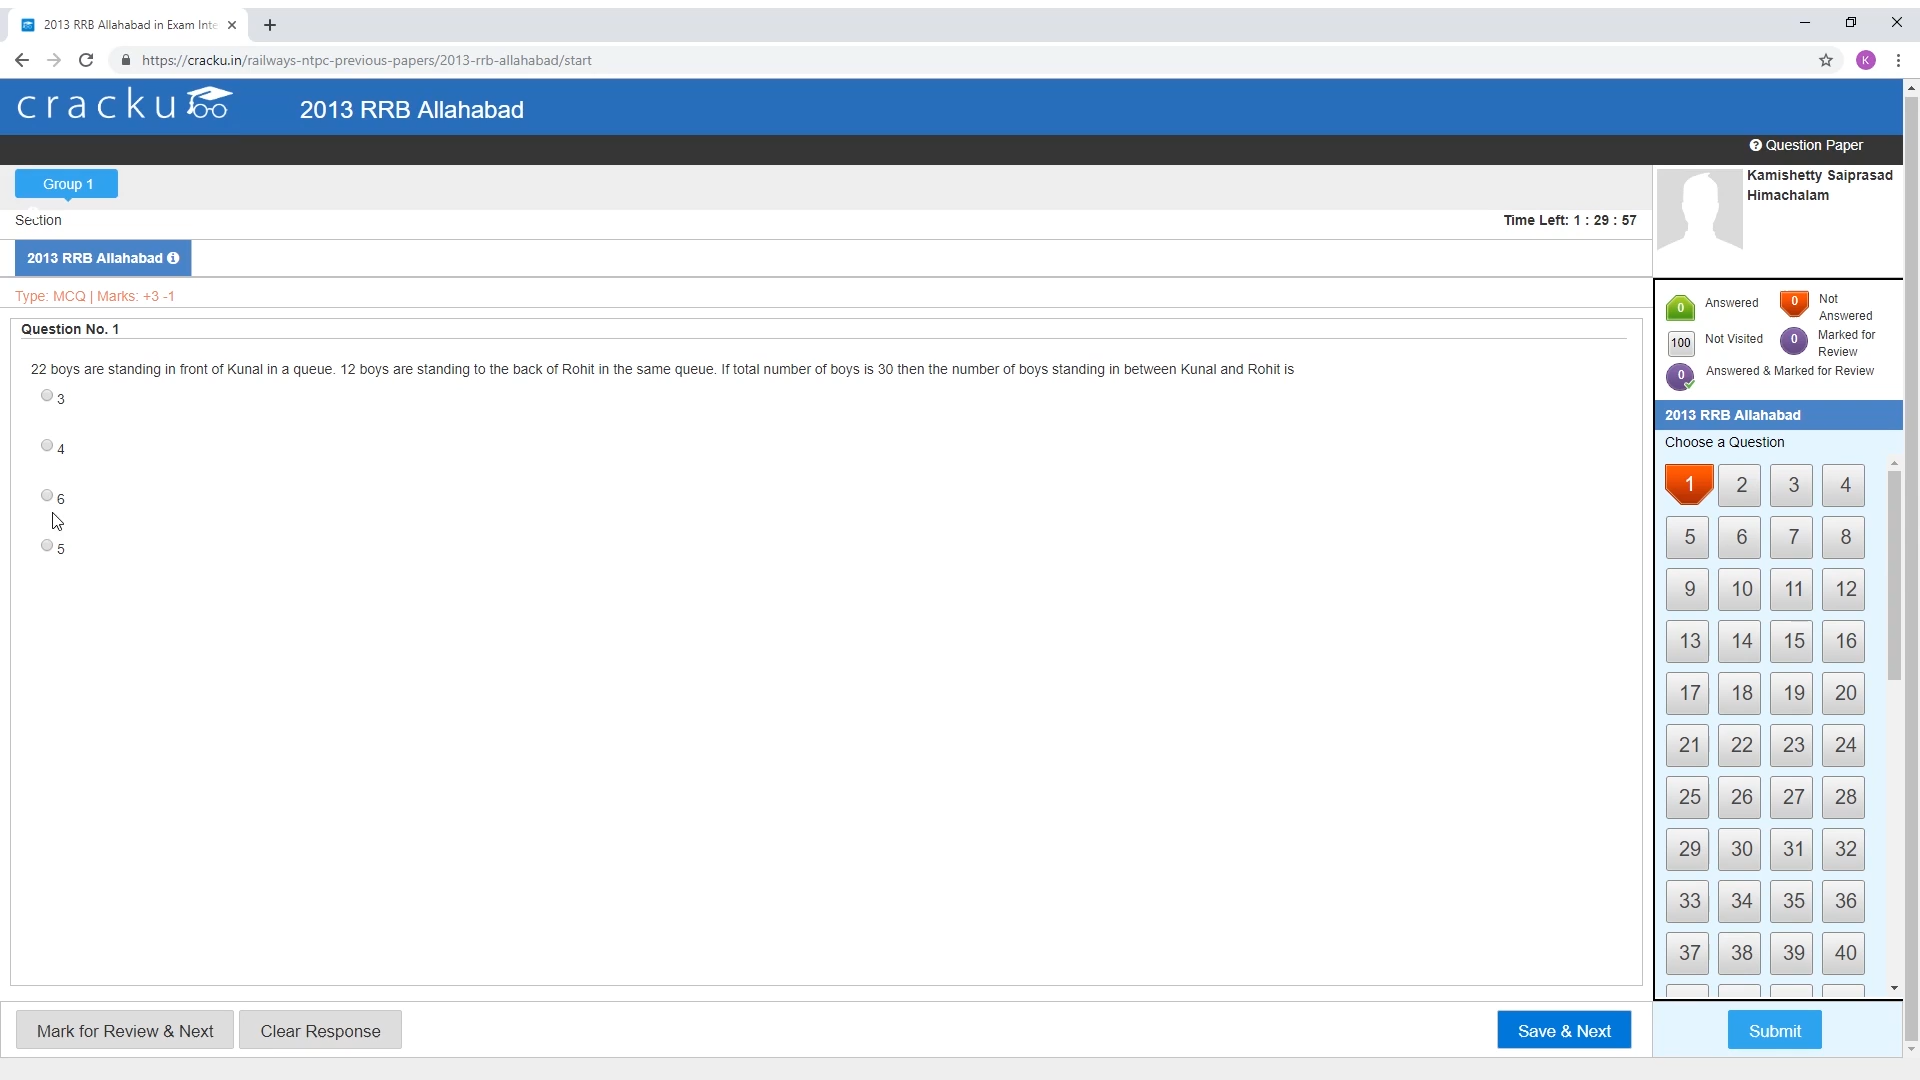 2013 RRB Allahabad in Exam Inte
https://cracku.in/railways-ntpc-previous-papers/2013-rrb-allahabad/start
K
cracku
2013 RRB Allahabad
Question Paper
Group 1
Kamishetty Saiprasad
Himachalam
Section
Time Left: 1 : 29 : 57
2013 RRB Allahabad
Type: MCQ | Marks: +3 -1
0 Answered
0 Not Answered
100 Not Visited
0 Marked for Review
0 Answered & Marked for Review
Question No. 1
22 boys are standing in front of Kunal in a queue. 12 boys are standing to the back of Rohit in the same queue. If total number of boys is 30 then the number of boys standing in between Kunal and Rohit is
3
4
6
5
2013 RRB Allahabad
Choose a Question
1 2 3 4
5 6 7 8
9 10 11 12
13 14 15 16
17 18 19 20
21 22 23 24
25 26 27 28
29 30 31 32
33 34 35 36
37 38 39 40
Mark for Review & Next
Clear Response
Save & Next
Submit